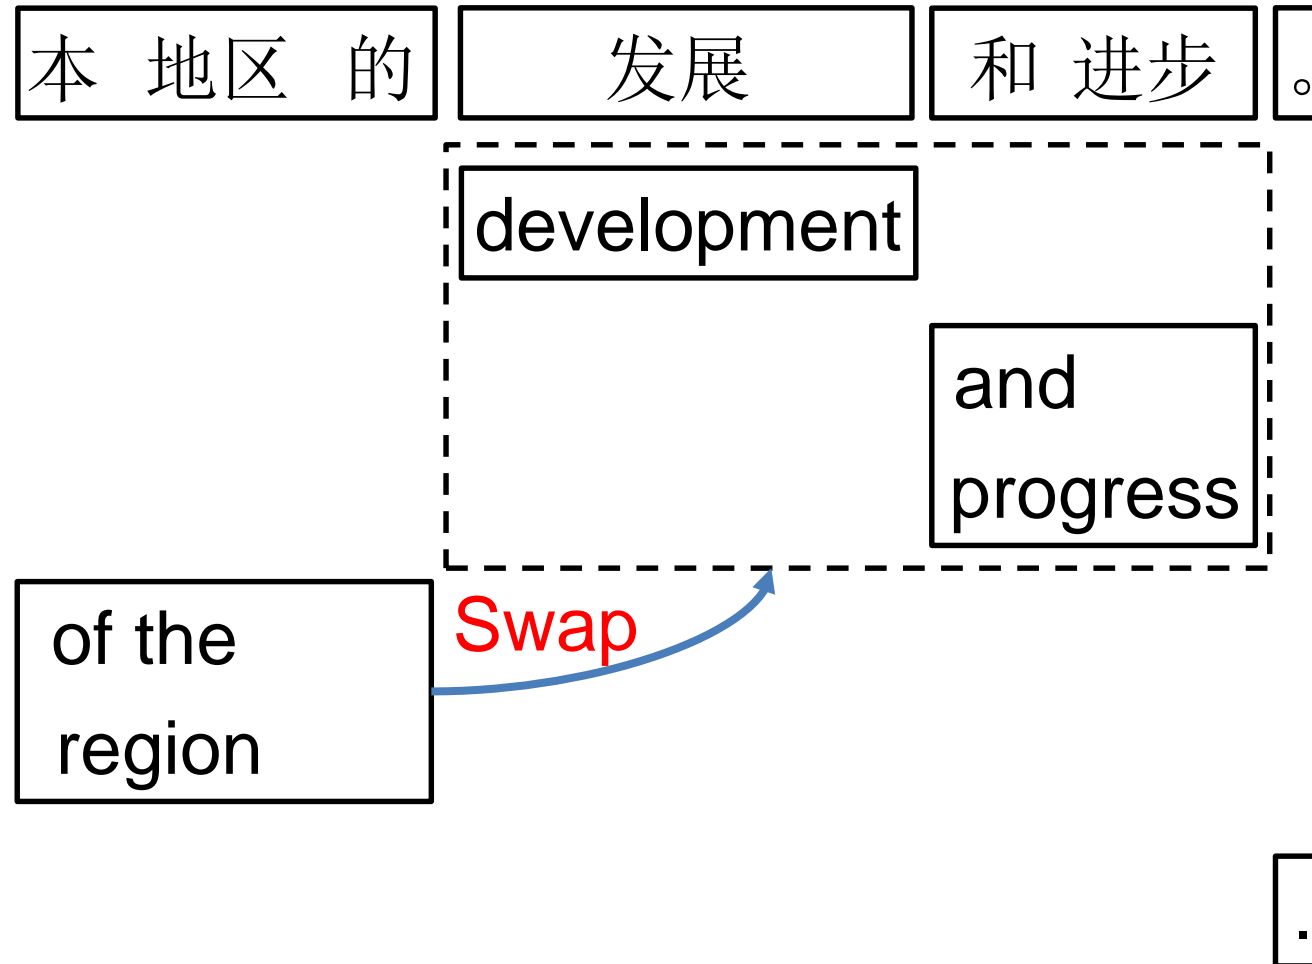 本 地区 的 发展 和 进步 。
development
and
progress
Swap
of the
region
.